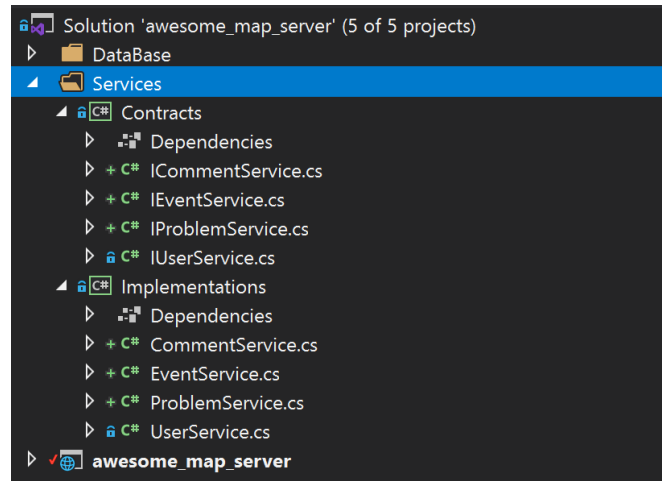 Solution 'awesome_map_server' (5 of 5 projects)
DataBase
Services
C# Contracts
Dependencies
+ C# ICommentService.cs
+ C# IEventService.cs
+ C# IProblemService.cs
C# IUserService.cs
C# Implementations
Dependencies
+ C# CommentService.cs
+ C# EventService.cs
+ C# ProblemService.cs
C# UserService.cs
awesome_map_server